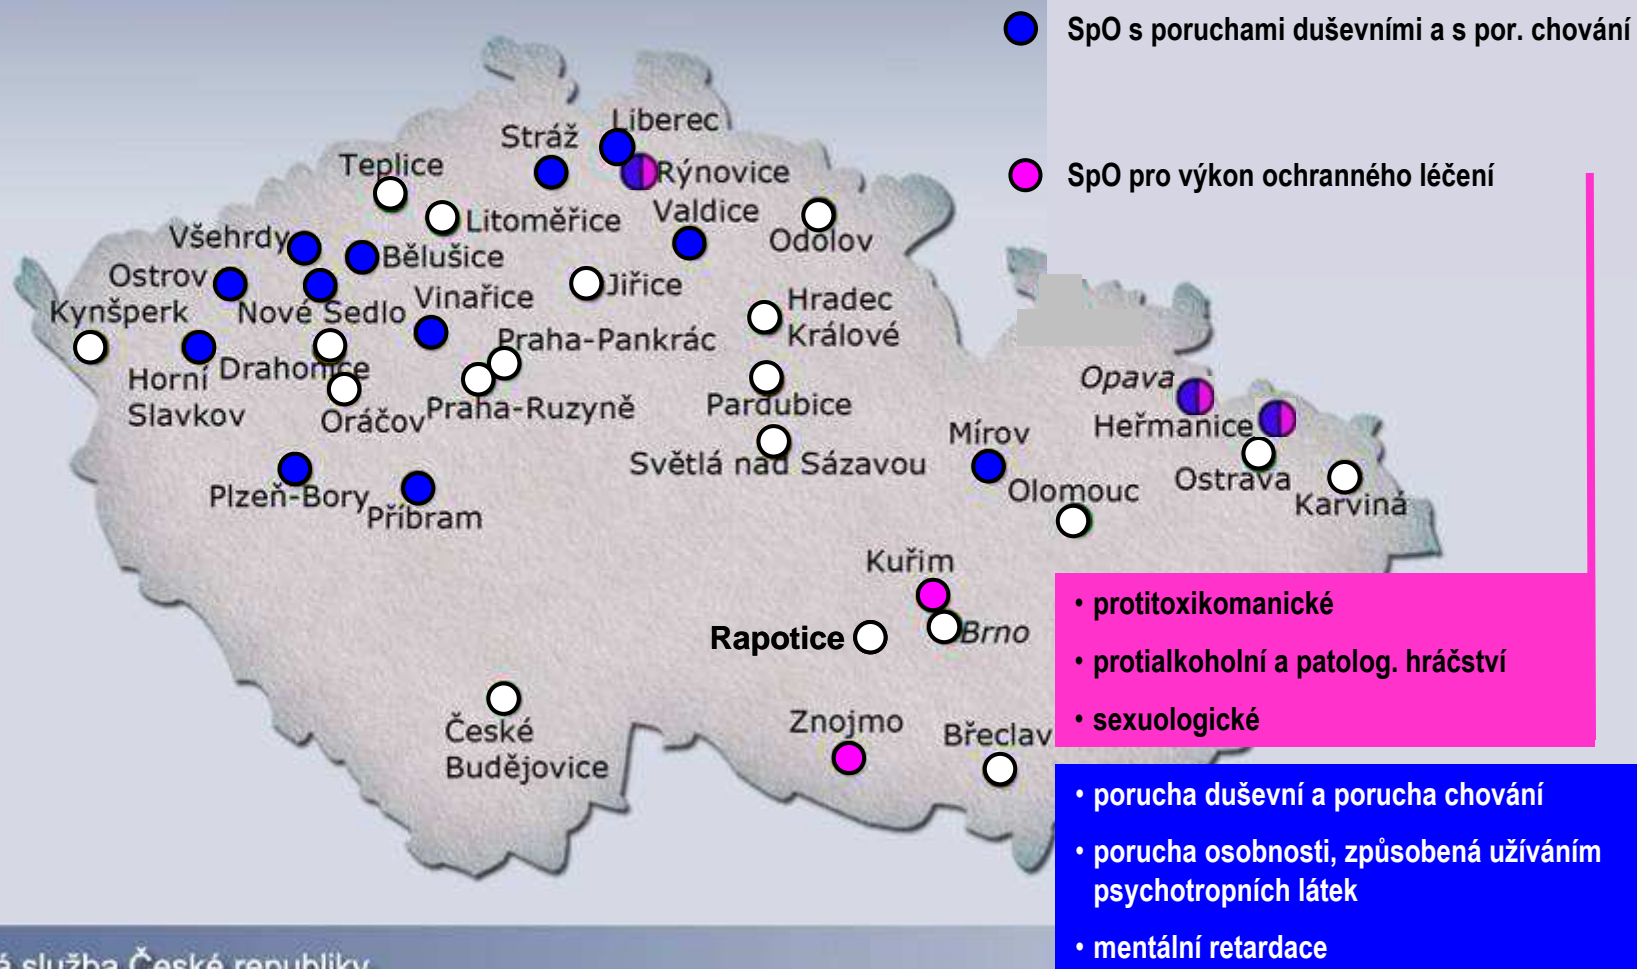 SpO s poruchami duševními a s por. chování
SpO pro výkon ochranného léčení
Liberec
Stráž
Teplice
Rýnovice
Valdice
Litoměřice
Odolov
Všehrdy
Bělušice
Ostrov
Jiřice
Kynšperk
Nové Sedlo
Vinařice
Hradec
Králové
Praha-Pankrác
Drahonice
Horní
Slavkov
Oráčov
Praha-Ruzyně
Pardubice
Opava
Heřmanice
Mírov
Světlá nad Sázavou
Ostrava
Olomouc
Karviná
Plzeň-Bory
Příbram
Kuřim
Rapotice
Brno
České
Budějovice
Znojmo
Břeclav
• protitoxikomanické
• protialkoholní a patolog. hráčství
• sexuologické
• porucha duševní a porucha chování
• porucha osobnosti, způsobená užíváním
psychotropních látek
• mentální retardace
služba České republiky